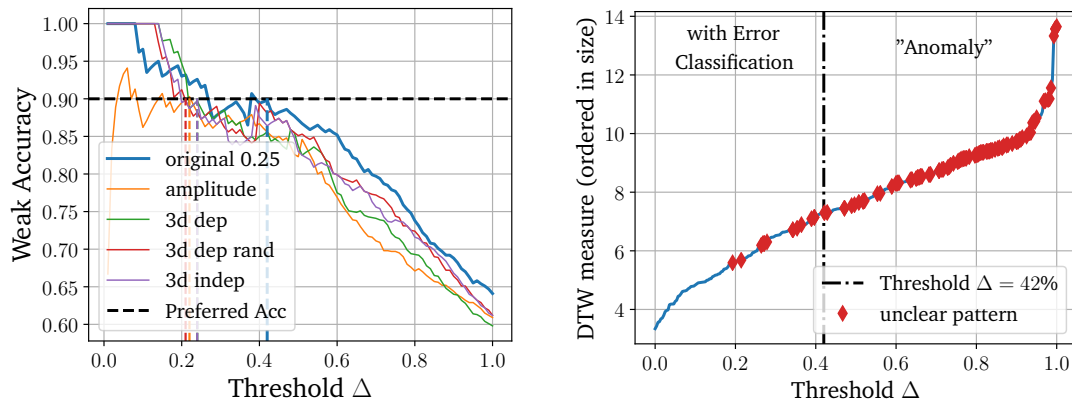 1.00
0.95
0.90
0.85
0.80
0.75
0.70
0.65
0.60
Weak Accuracy
original 0.25
amplitude
3d dep
3d dep rand
3d indep
Preferred Acc
0.0 0.2 0.4 0.6 0.8 1.0
Threshold Δ
14
12
10
8
6
4
DTW measure (ordered in size)
with Error
Classification
"Anomaly"
Threshold Δ = 42%
unclear pattern
0.0 0.2 0.4 0.6 0.8 1.0
Threshold Δ